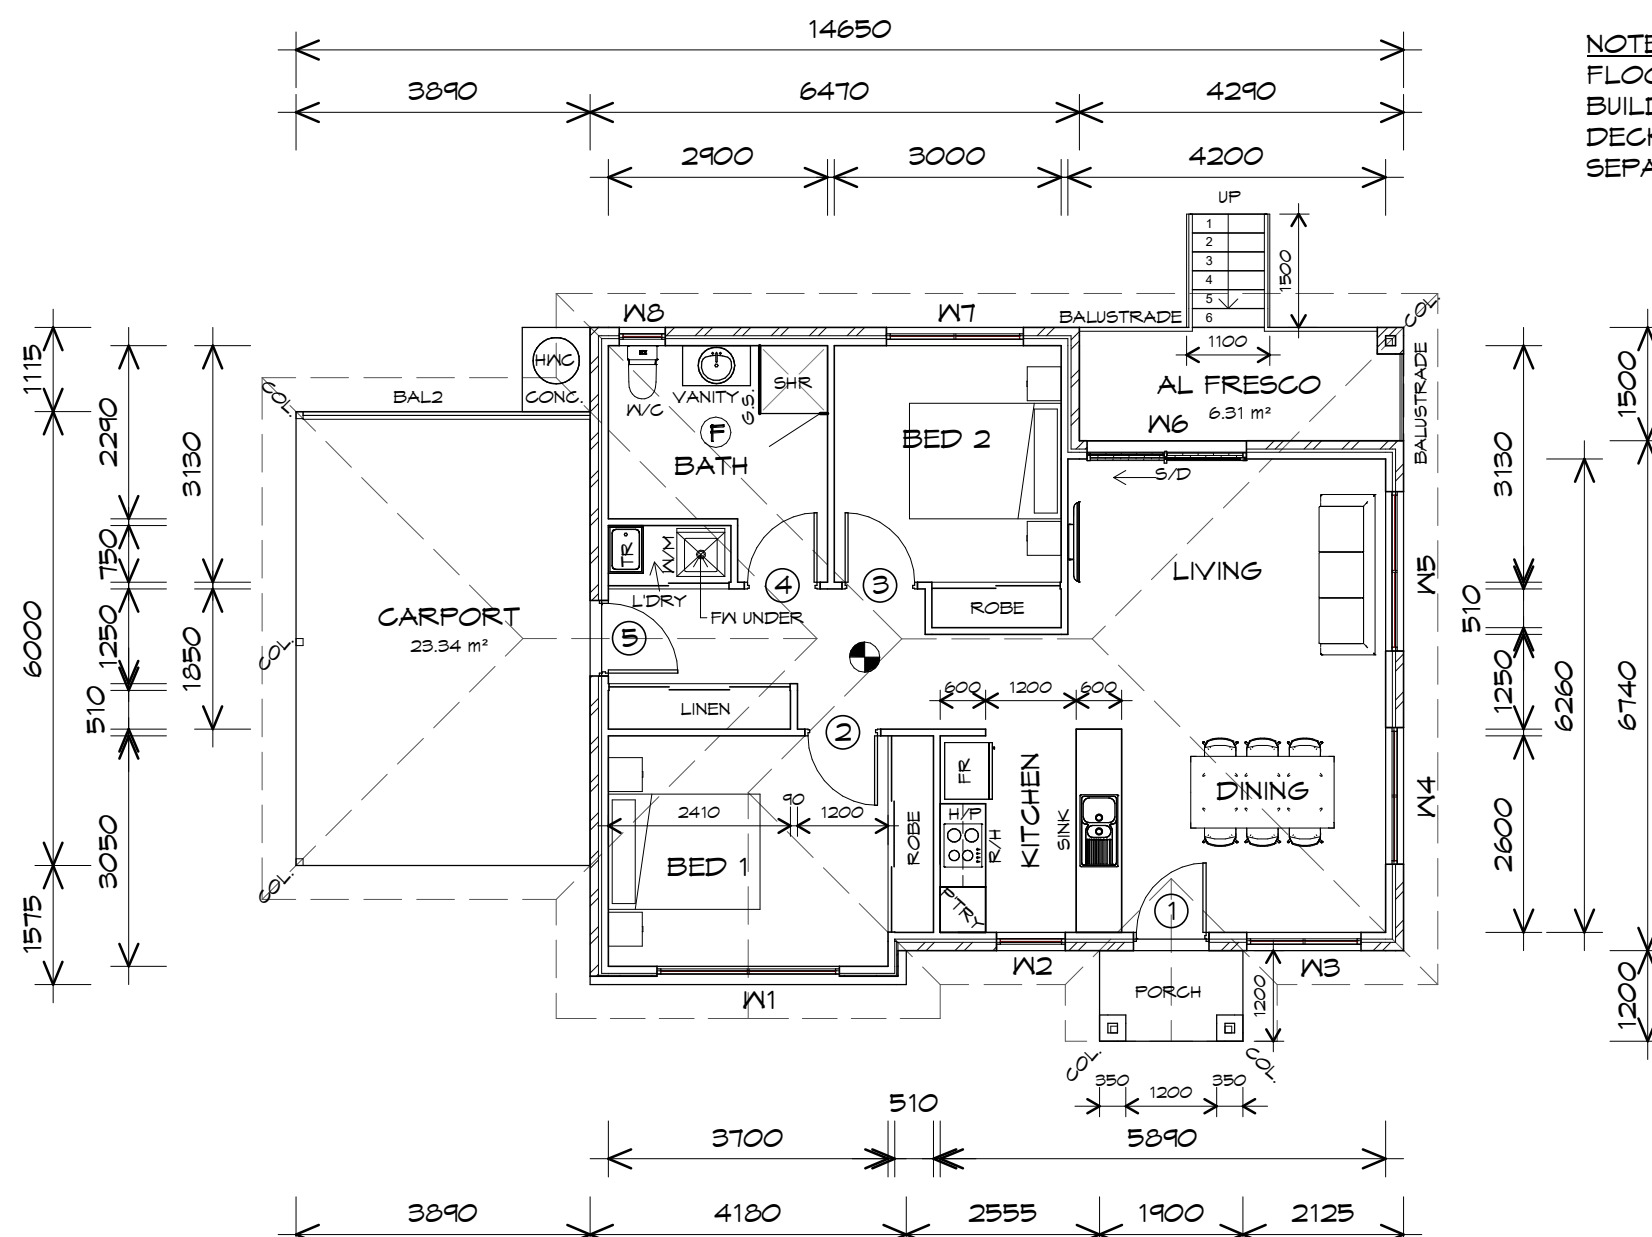 14650
NOTE
3890 6470 4290
FLOO
BUILD
DECK
SEPA
2900 3000 4200
UP
1
2
3
4
5
6
1500
W8 W7 BALUSTRADE COL.
1100
HWC
CONC.
BAL2
COL.
W/C VANITY G.S. SHR
F
BATH
BED 2
AL FRESCO
6.31 m²
W6
BALUSTRADE
S/D
1115
2290
3130
1500
3130
TR W/M
L'DRY
FW UNDER
4 3
ROBE
LIVING
W5
750
510
CARPORT
23.34 m²
5
COL.
6000
1250
1850
510
1250
6260
6740
LINEN
2
600 1200 600
FR
KITCHEN
H/P
R/H
SINK
P'TRY
DINING
W4
2410 90 1200
BED 1
ROBE
3050
2600
COL.
1
1575
W1 W2 W3
PORCH
1200
1200
COL. COL.
350 1200 350
510
3700 5890
3890 4180 2555 1900 2125